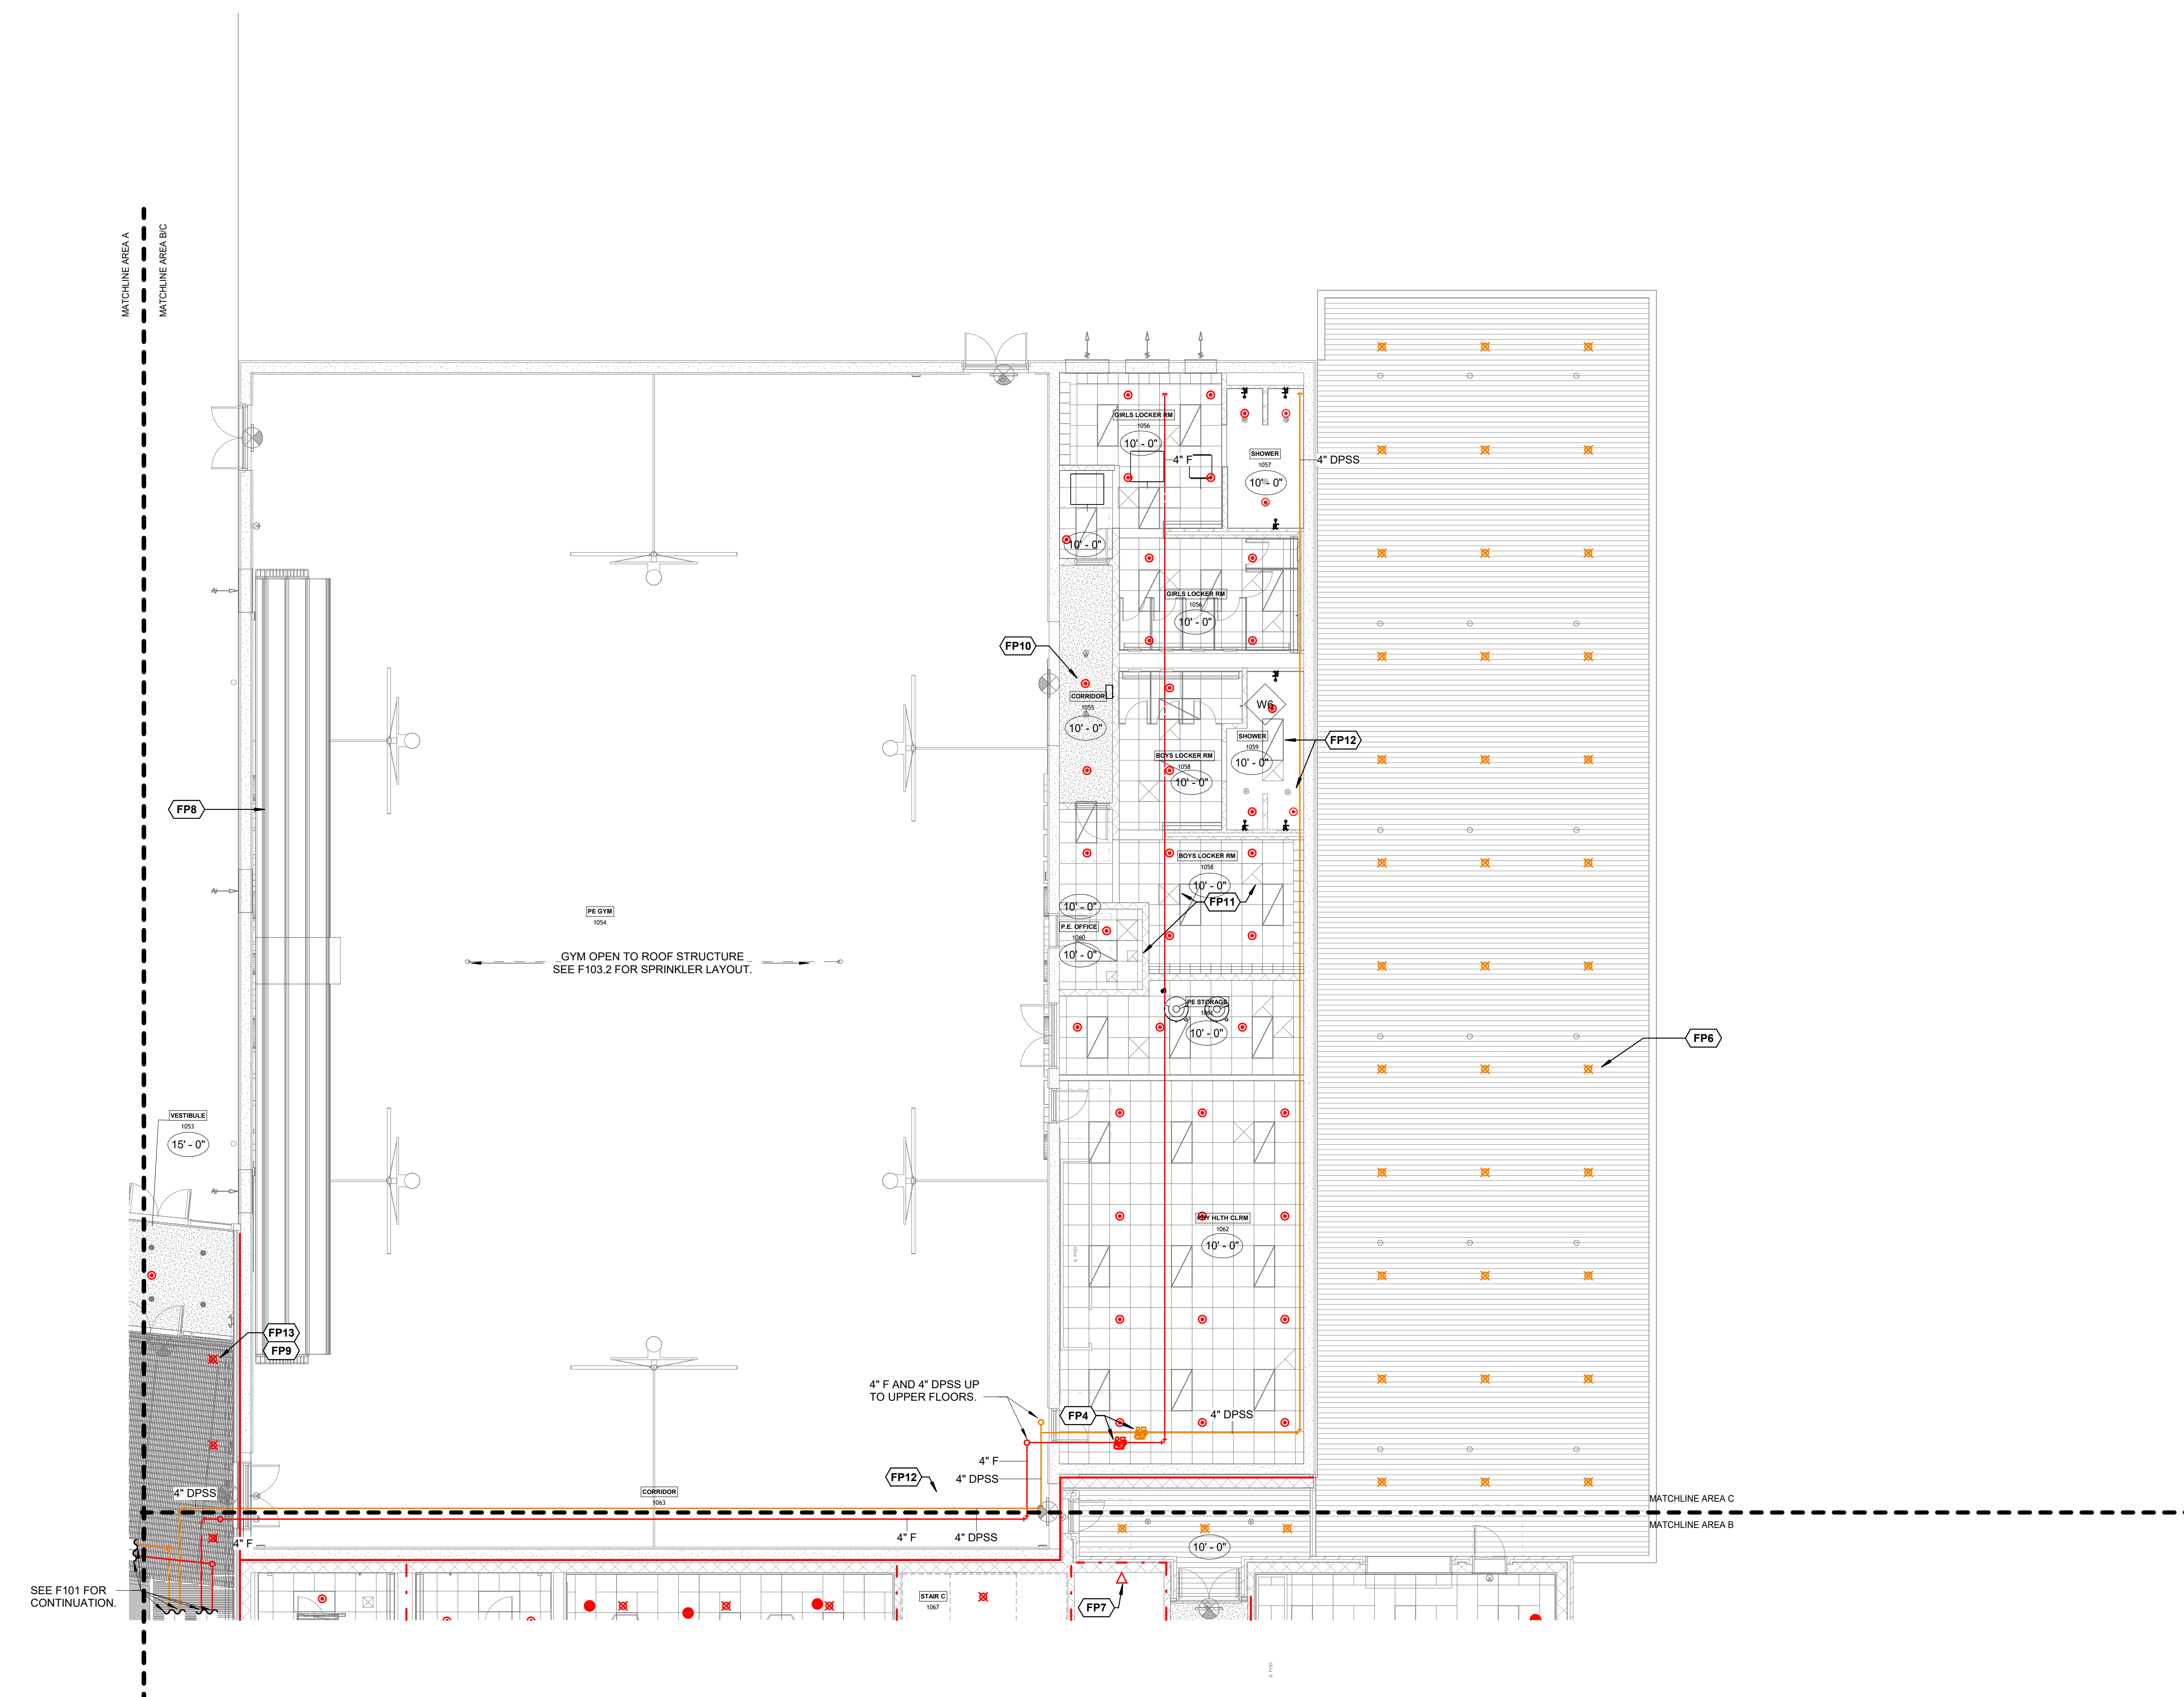 MATCHLINE AREA A
MATCHLINE AREA B/C
GIRLS LOCKER RM
1056
10' - 0"
4" F
SHOWER
1057
10' - 0"
4" DPSS
10' - 0"
GIRLS LOCKER RM
1056
10' - 0"
FP10
CORRIDOR
1055
10' - 0"
W6
SHOWER
1059
10' - 0"
FP12
BOYS LOCKER RM
1058
10' - 0"
FP8
BOYS LOCKER RM
1058
10' - 0"
FP11
10' - 0"
PE GYM
1054
P.E. OFFICE
1060
10' - 0"
GYM OPEN TO ROOF STRUCTURE
SEE F103.2 FOR SPRINKLER LAYOUT.
PE STORAGE
1061
10' - 0"
FP6
VESTIBULE
1053
15' - 0"
PHY HLTH CLRM
1062
10' - 0"
S. POD
FP13
FP9
4" F AND 4" DPSS UP
TO UPPER FLOORS.
FP4
4" DPSS
4" F
4" DPSS
FP12
4" DPSS
CORRIDOR
1063
MATCHLINE AREA C
MATCHLINE AREA B
4" F
4" F
4" DPSS
10' - 0"
SEE F101 FOR
CONTINUATION.
STAIR C
1067
FP7
S. POD